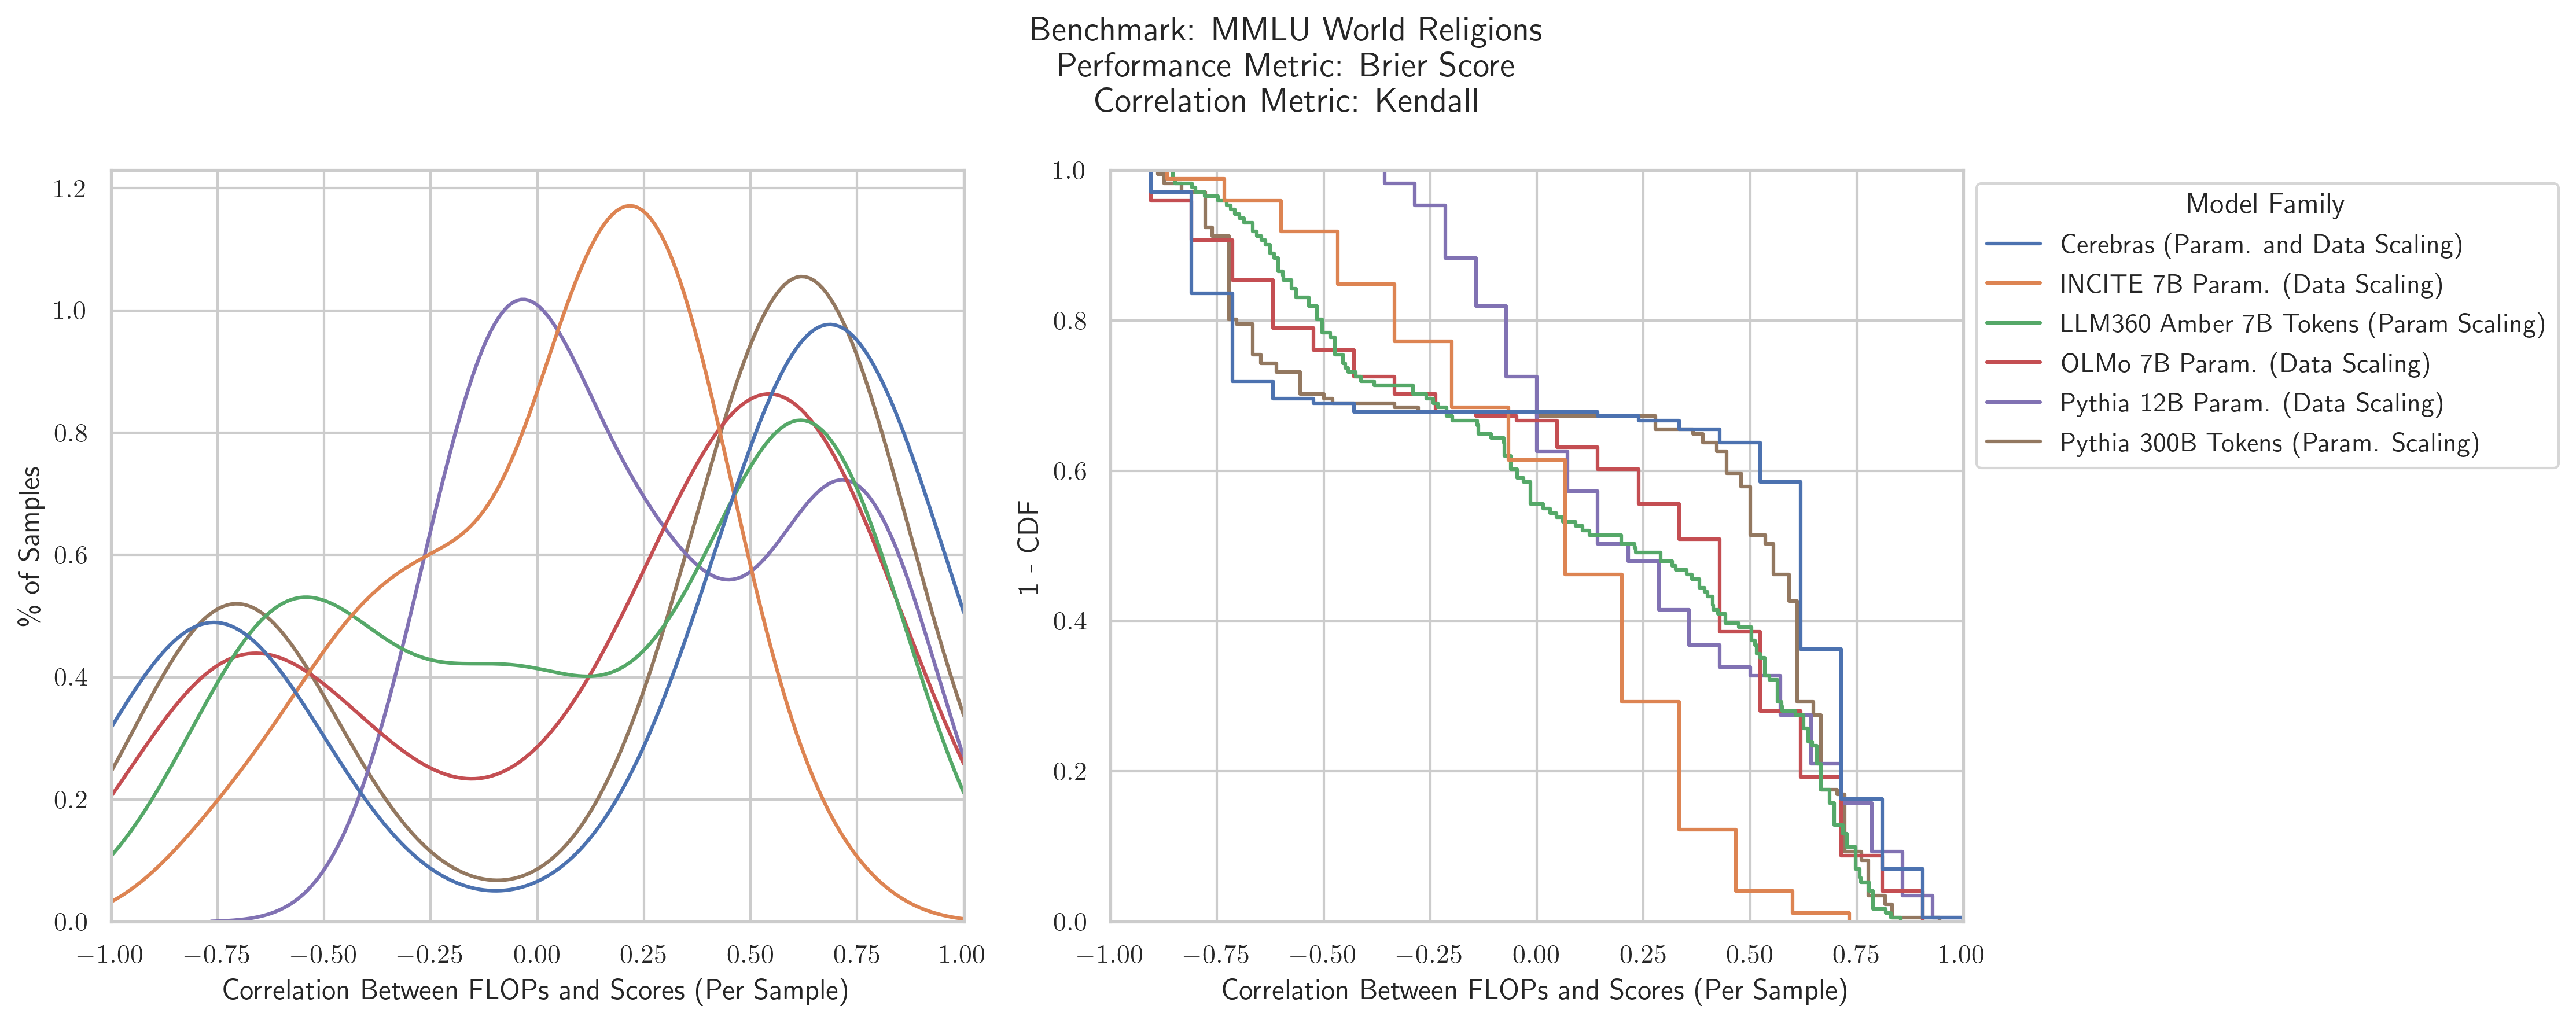 Benchmark: MMLU World Religions
Performance Metric: Brier Score
Correlation Metric: Kendall
% of Samples
1.2
1.0
0.8
0.6
0.4
0.2
0.0
−1.00 −0.75 −0.50 −0.25 0.00 0.25 0.50 0.75 1.00
Correlation Between FLOPs and Scores (Per Sample)
1 - CDF
1.0
0.8
0.6
0.4
0.2
0.0
−1.00 −0.75 −0.50 −0.25 0.00 0.25 0.50 0.75 1.00
Correlation Between FLOPs and Scores (Per Sample)
Model Family
Cerebras (Param. and Data Scaling)
INCITE 7B Param. (Data Scaling)
LLM360 Amber 7B Tokens (Param Scaling)
OLMo 7B Param. (Data Scaling)
Pythia 12B Param. (Data Scaling)
Pythia 300B Tokens (Param. Scaling)